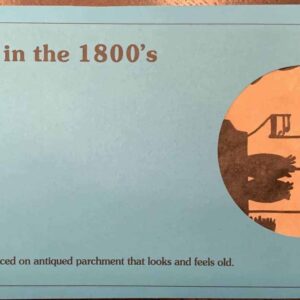 in the 1800's
ced on antiqued parchment that looks and feels old.